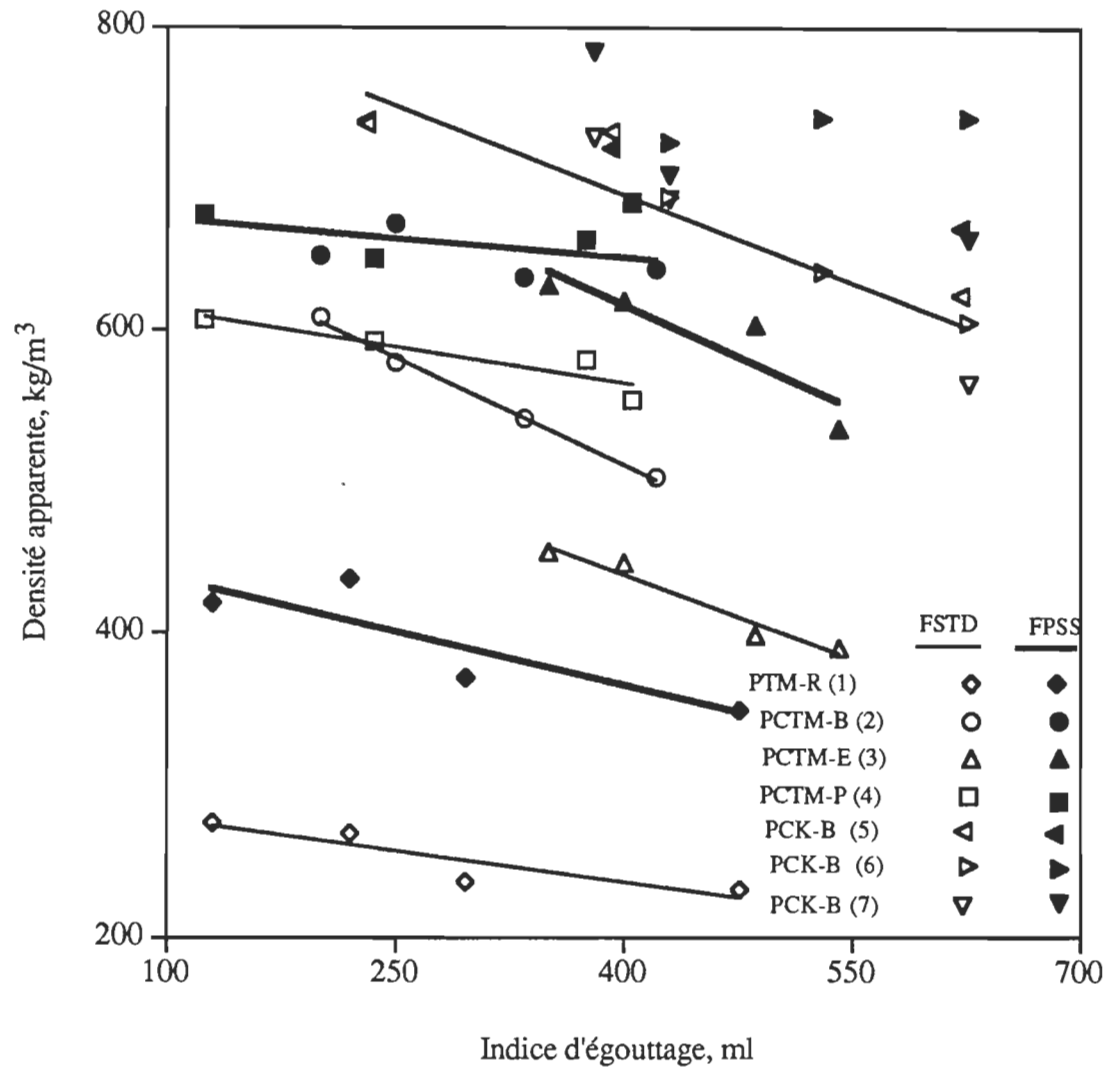 800
600
400
200
Densité apparente, kg/m³
FSTD FPSS
PTM-R (1)
PCTM-B (2)
PCTM-E (3)
PCTM-P (4)
PCK-B (5)
PCK-B (6)
PCK-B (7)
100 250 400 550 700
Indice d'égouttage, ml